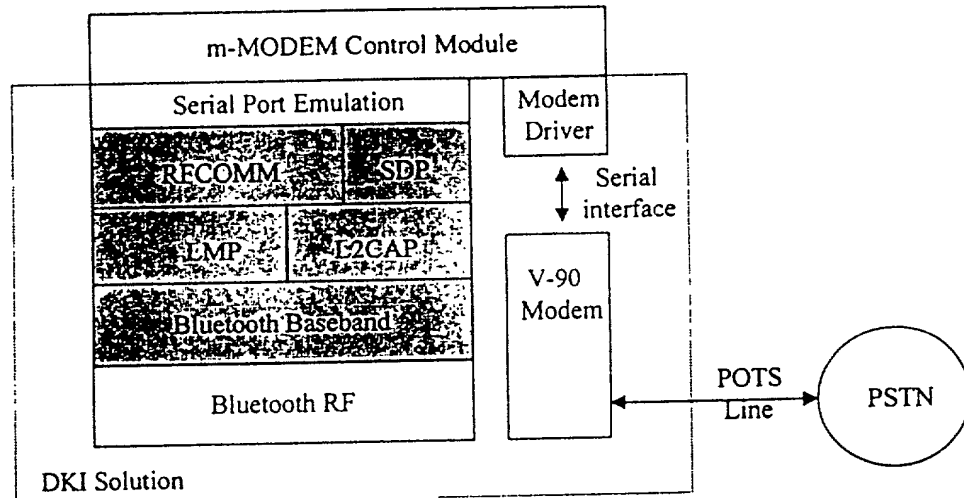 m-MODEM Control Module
Serial Port Emulation
Modem
Driver
RFCOMM
SDP
Serial
interface
LMP
L2CAP
V-90
Modem
Bluetooth Baseband
Bluetooth RF
POTS
Line
PSTN
DKI Solution